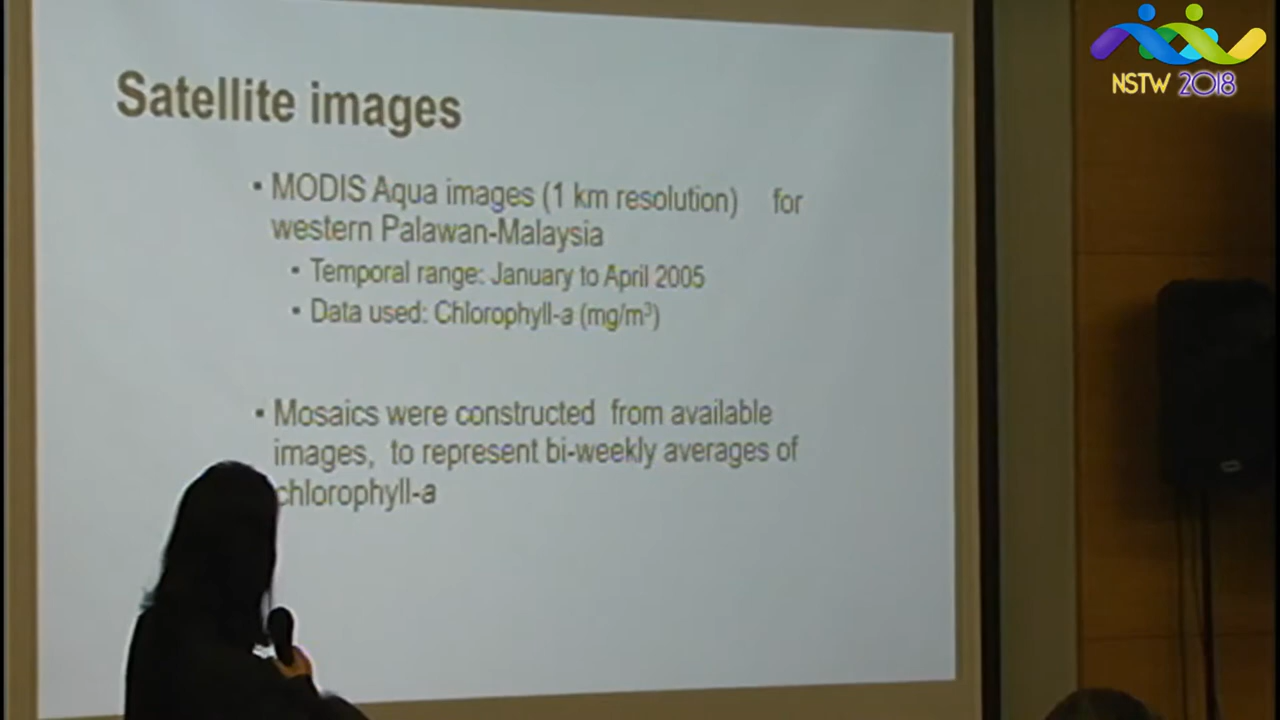 Satellite images
▪ MODIS Aqua images (1 km resolution) for
western Palawan-Malaysia
▪ Temporal range: January to April 2005
▪ Data used: Chlorophyll-a (mg/m³)
▪ Mosaics were constructed from available
images, to represent bi-weekly averages of
chlorophyll-a
NSTW 2018